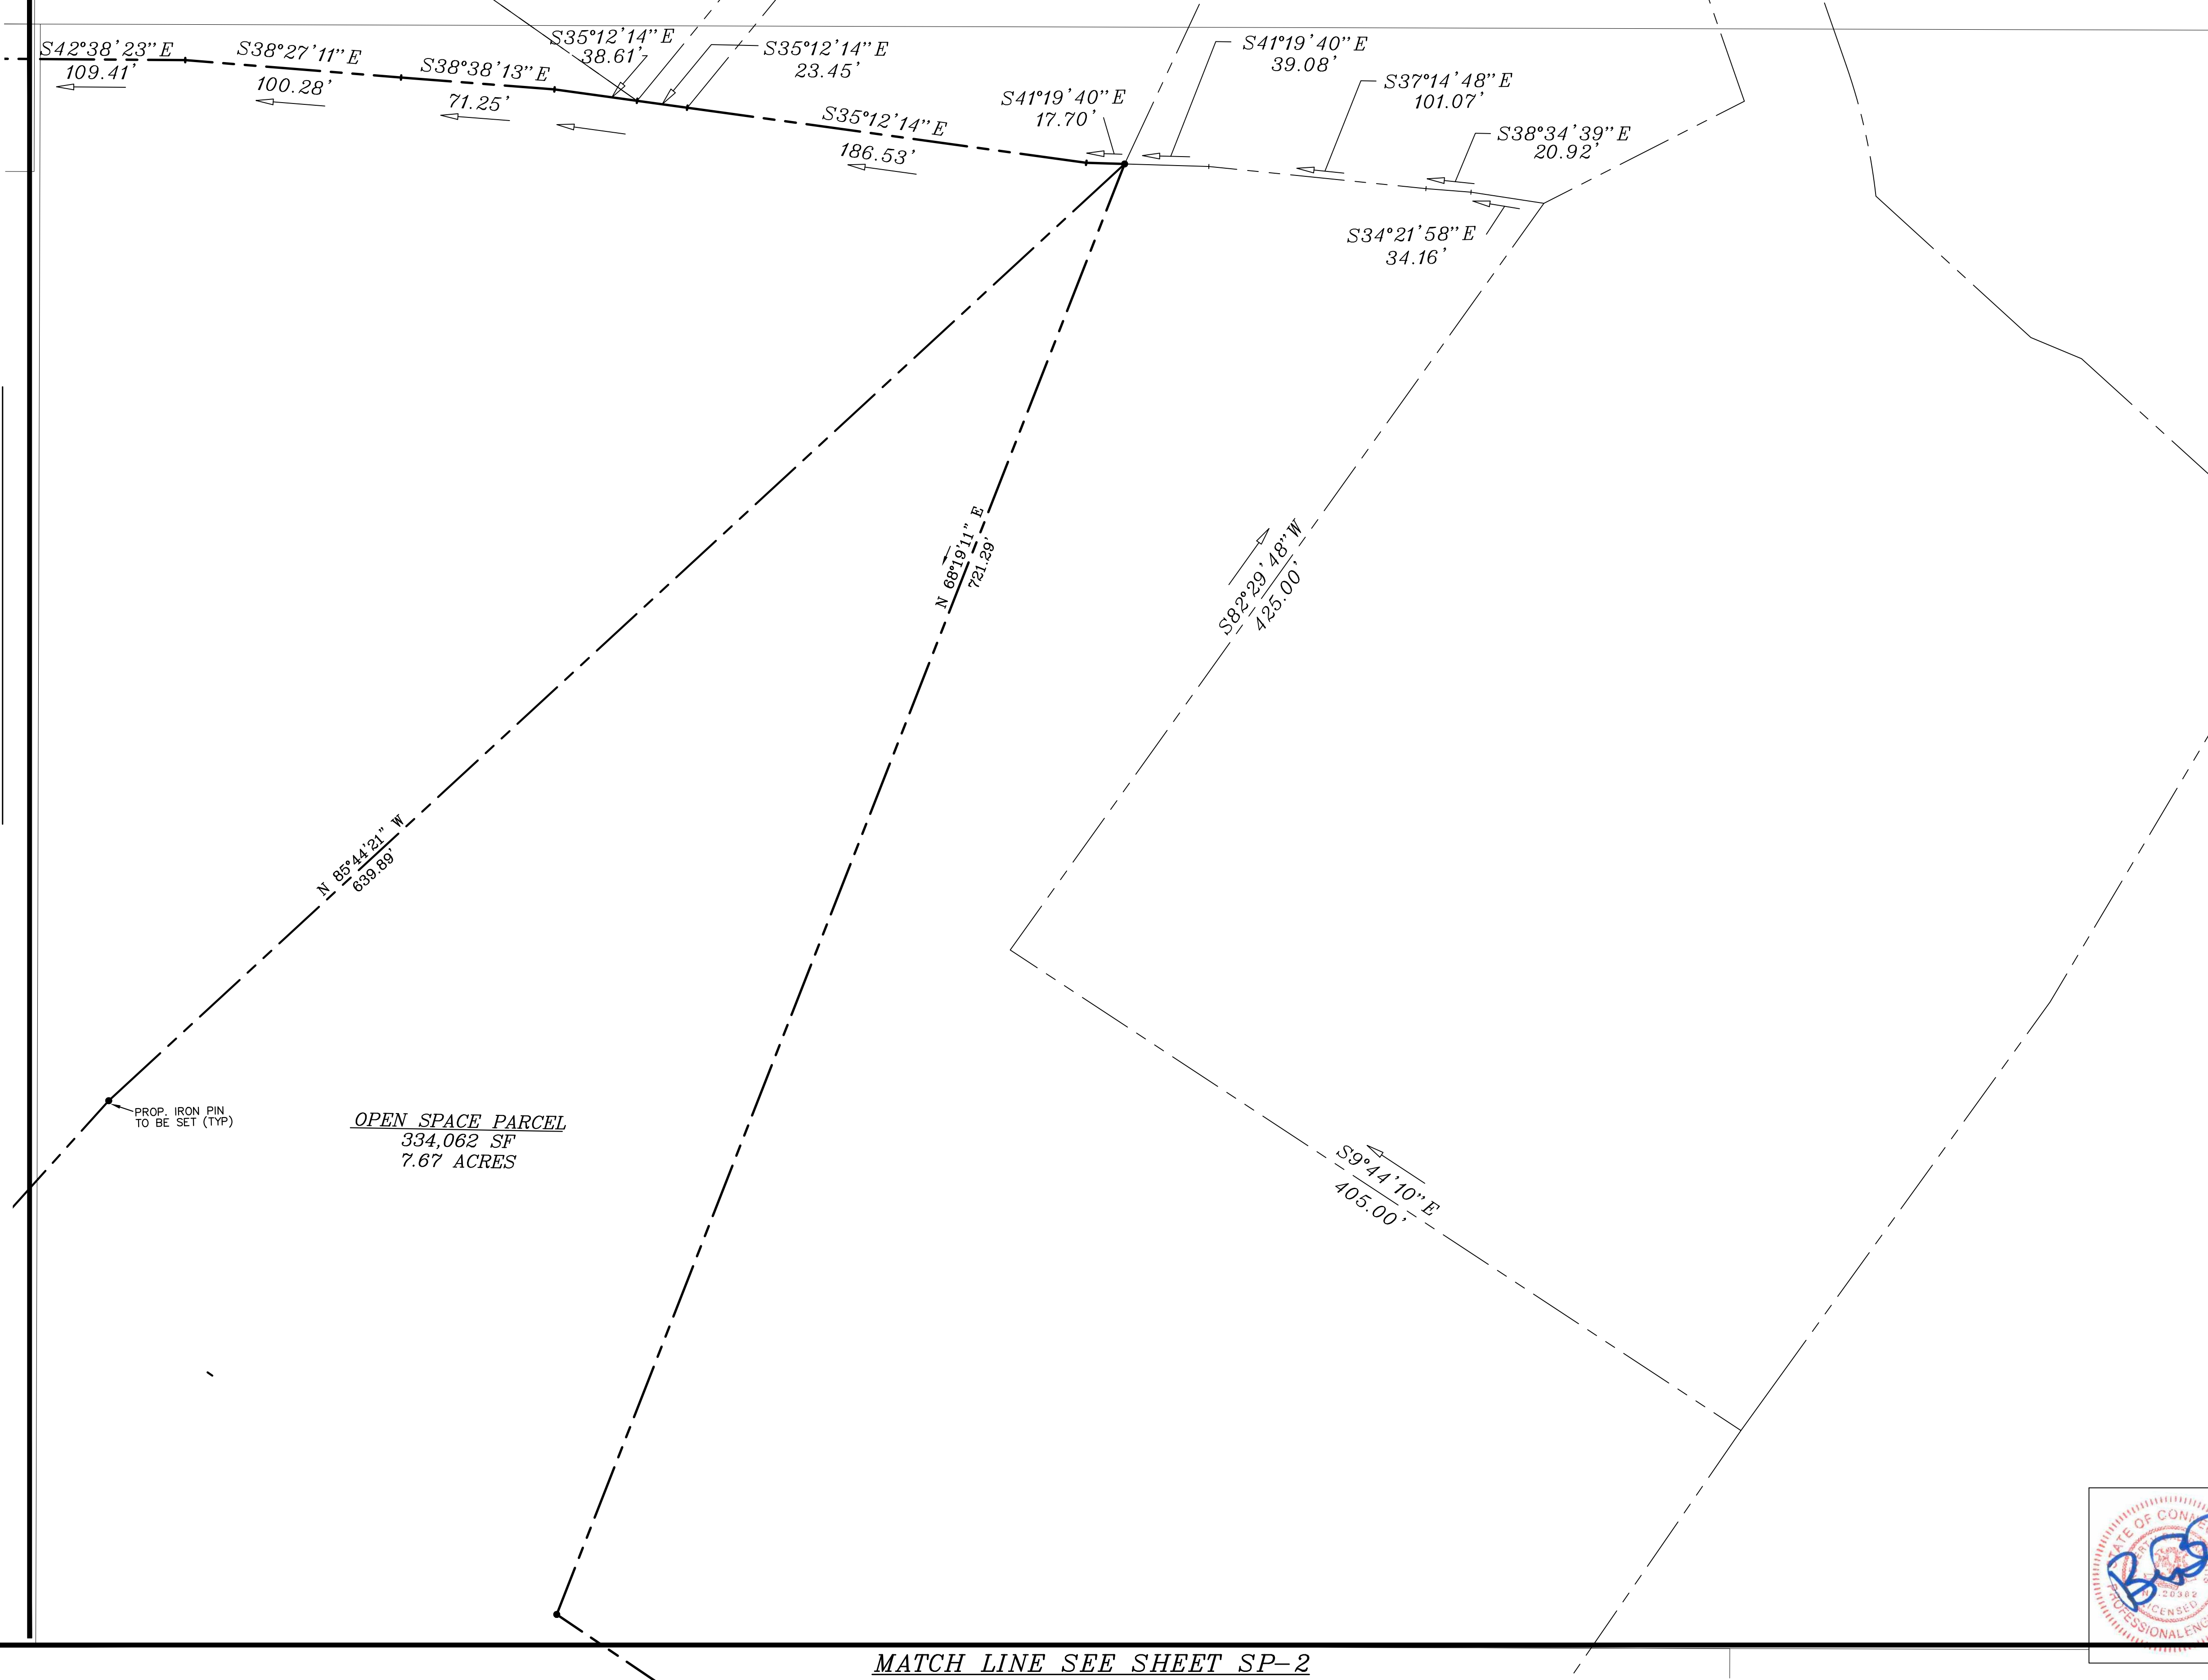 S42°38'23"E
109.41'
S38°27'11"E
100.28'
S38°38'13"E
71.25'
S35°12'14"E
38.61'
S35°12'14"E
23.45'
S35°12'14"E
186.53'
S41°19'40"E
17.70'
S41°19'40"E
39.08'
S37°14'48"E
101.07'
S38°34'39"E
20.92'
S34°21'58"E
34.16'
N 68°19'11" E
721.29'
S82°29'48"W
425.00'
N 85°44'21" W
639.89'
PROP. IRON PIN
TO BE SET (TYP)
OPEN SPACE PARCEL
334,062 SF
7.67 ACRES
S9°44'10"E
405.00'
STATE OF
20382
LICENSED
PROFESSIONAL
MATCH LINE SEE SHEET SP-2